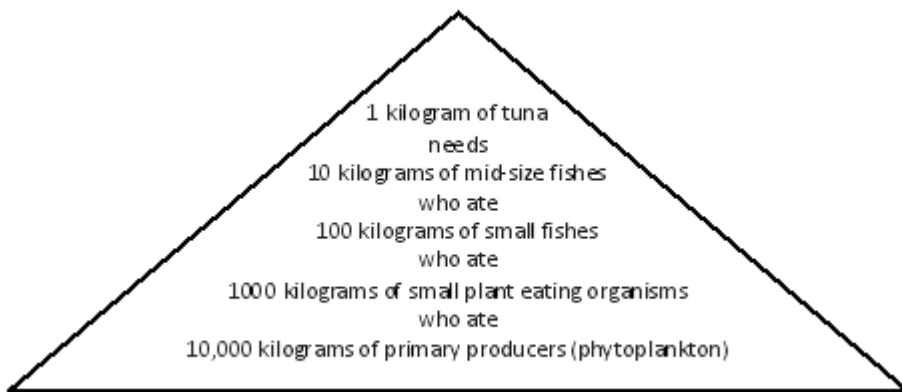 1 kilogram of tuna
needs
10 kilograms of mid-size fishes
who ate
100 kilograms of small fishes
who ate
1000 kilograms of small plant eating organisms
who ate
10,000 kilograms of primary producers (phytoplankton)